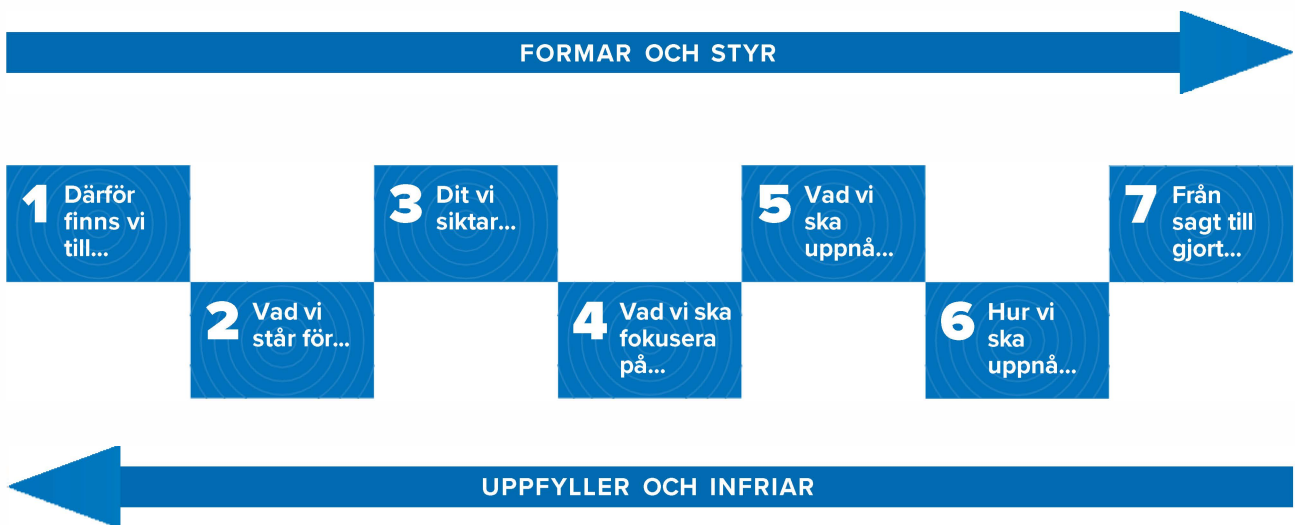 FORMAR OCH STYR
1 Därför
finns vi
till...
2 Vad vi
står för...
3 Dit vi
siktar...
4 Vad vi ska
fokusera
på...
5 Vad vi
ska
uppnå...
6 Hur vi
ska
uppnå...
7 Från
sagt till
gjort...
UPPFYLLER OCH INFRIAR